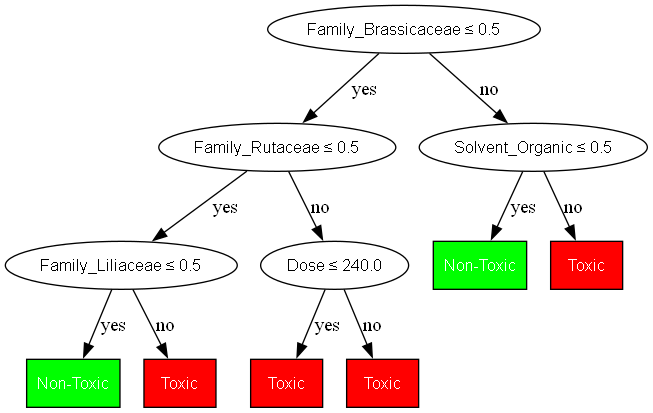 Family_Brassicaceae ≤ 0.5
yes
no
Family_Rutaceae ≤ 0.5
Solvent_Organic ≤ 0.5
yes
no
yes
no
Family_Liliaceae ≤ 0.5
Dose ≤ 240.0
Non-Toxic
Toxic
yes
no
yes
no
Non-Toxic
Toxic
Toxic
Toxic